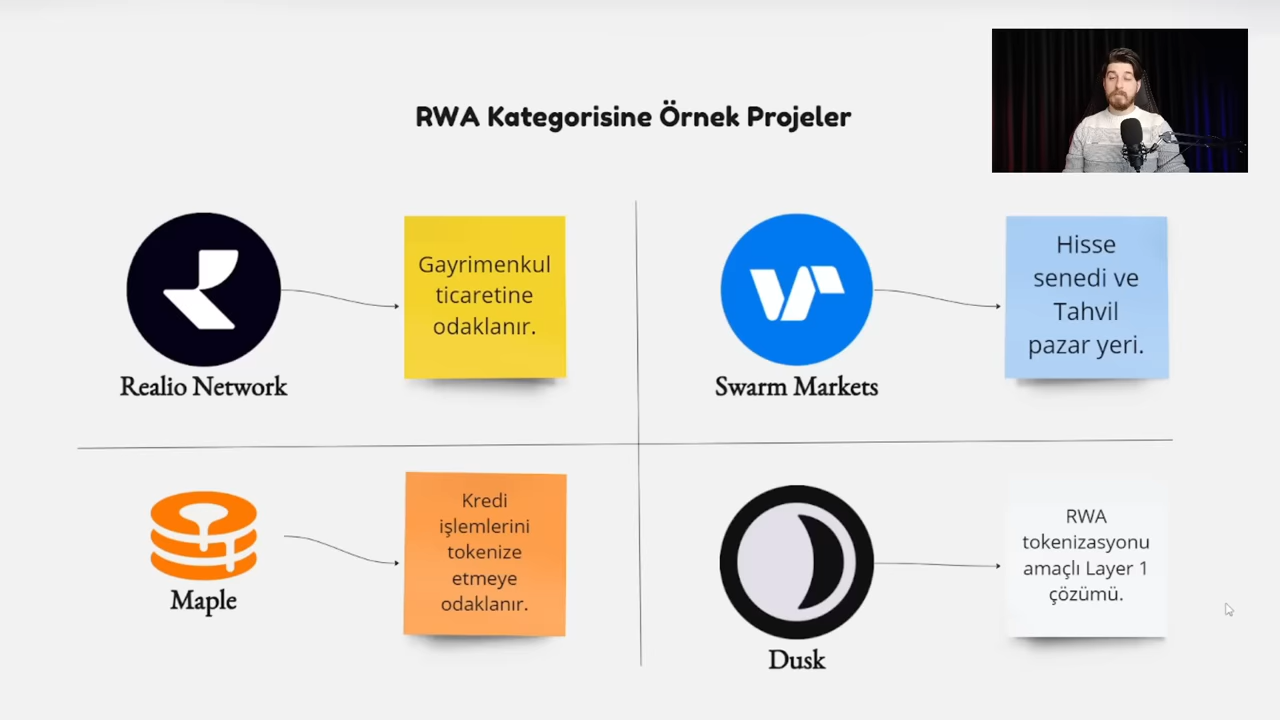 RWA Kategorisine Örnek Projeler
Gayrimenkul
ticaretine
odaklanır.
Realio Network
Hisse
senedi ve
Tahvil
pazar yeri.
Swarm Markets
Kredi
işlemlerini
tokenize
etmeye
odaklanır.
Maple
RWA
tokenizasyonu
amaçlı Layer 1
çözümü.
Dusk